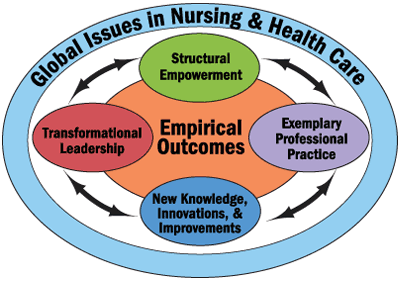 Global Issues in Nursing & Health Care
Structural
Empowerment
Transformational
Leadership
Empirical
Outcomes
Exemplary
Professional
Practice
New Knowledge,
Innovations, &
Improvements